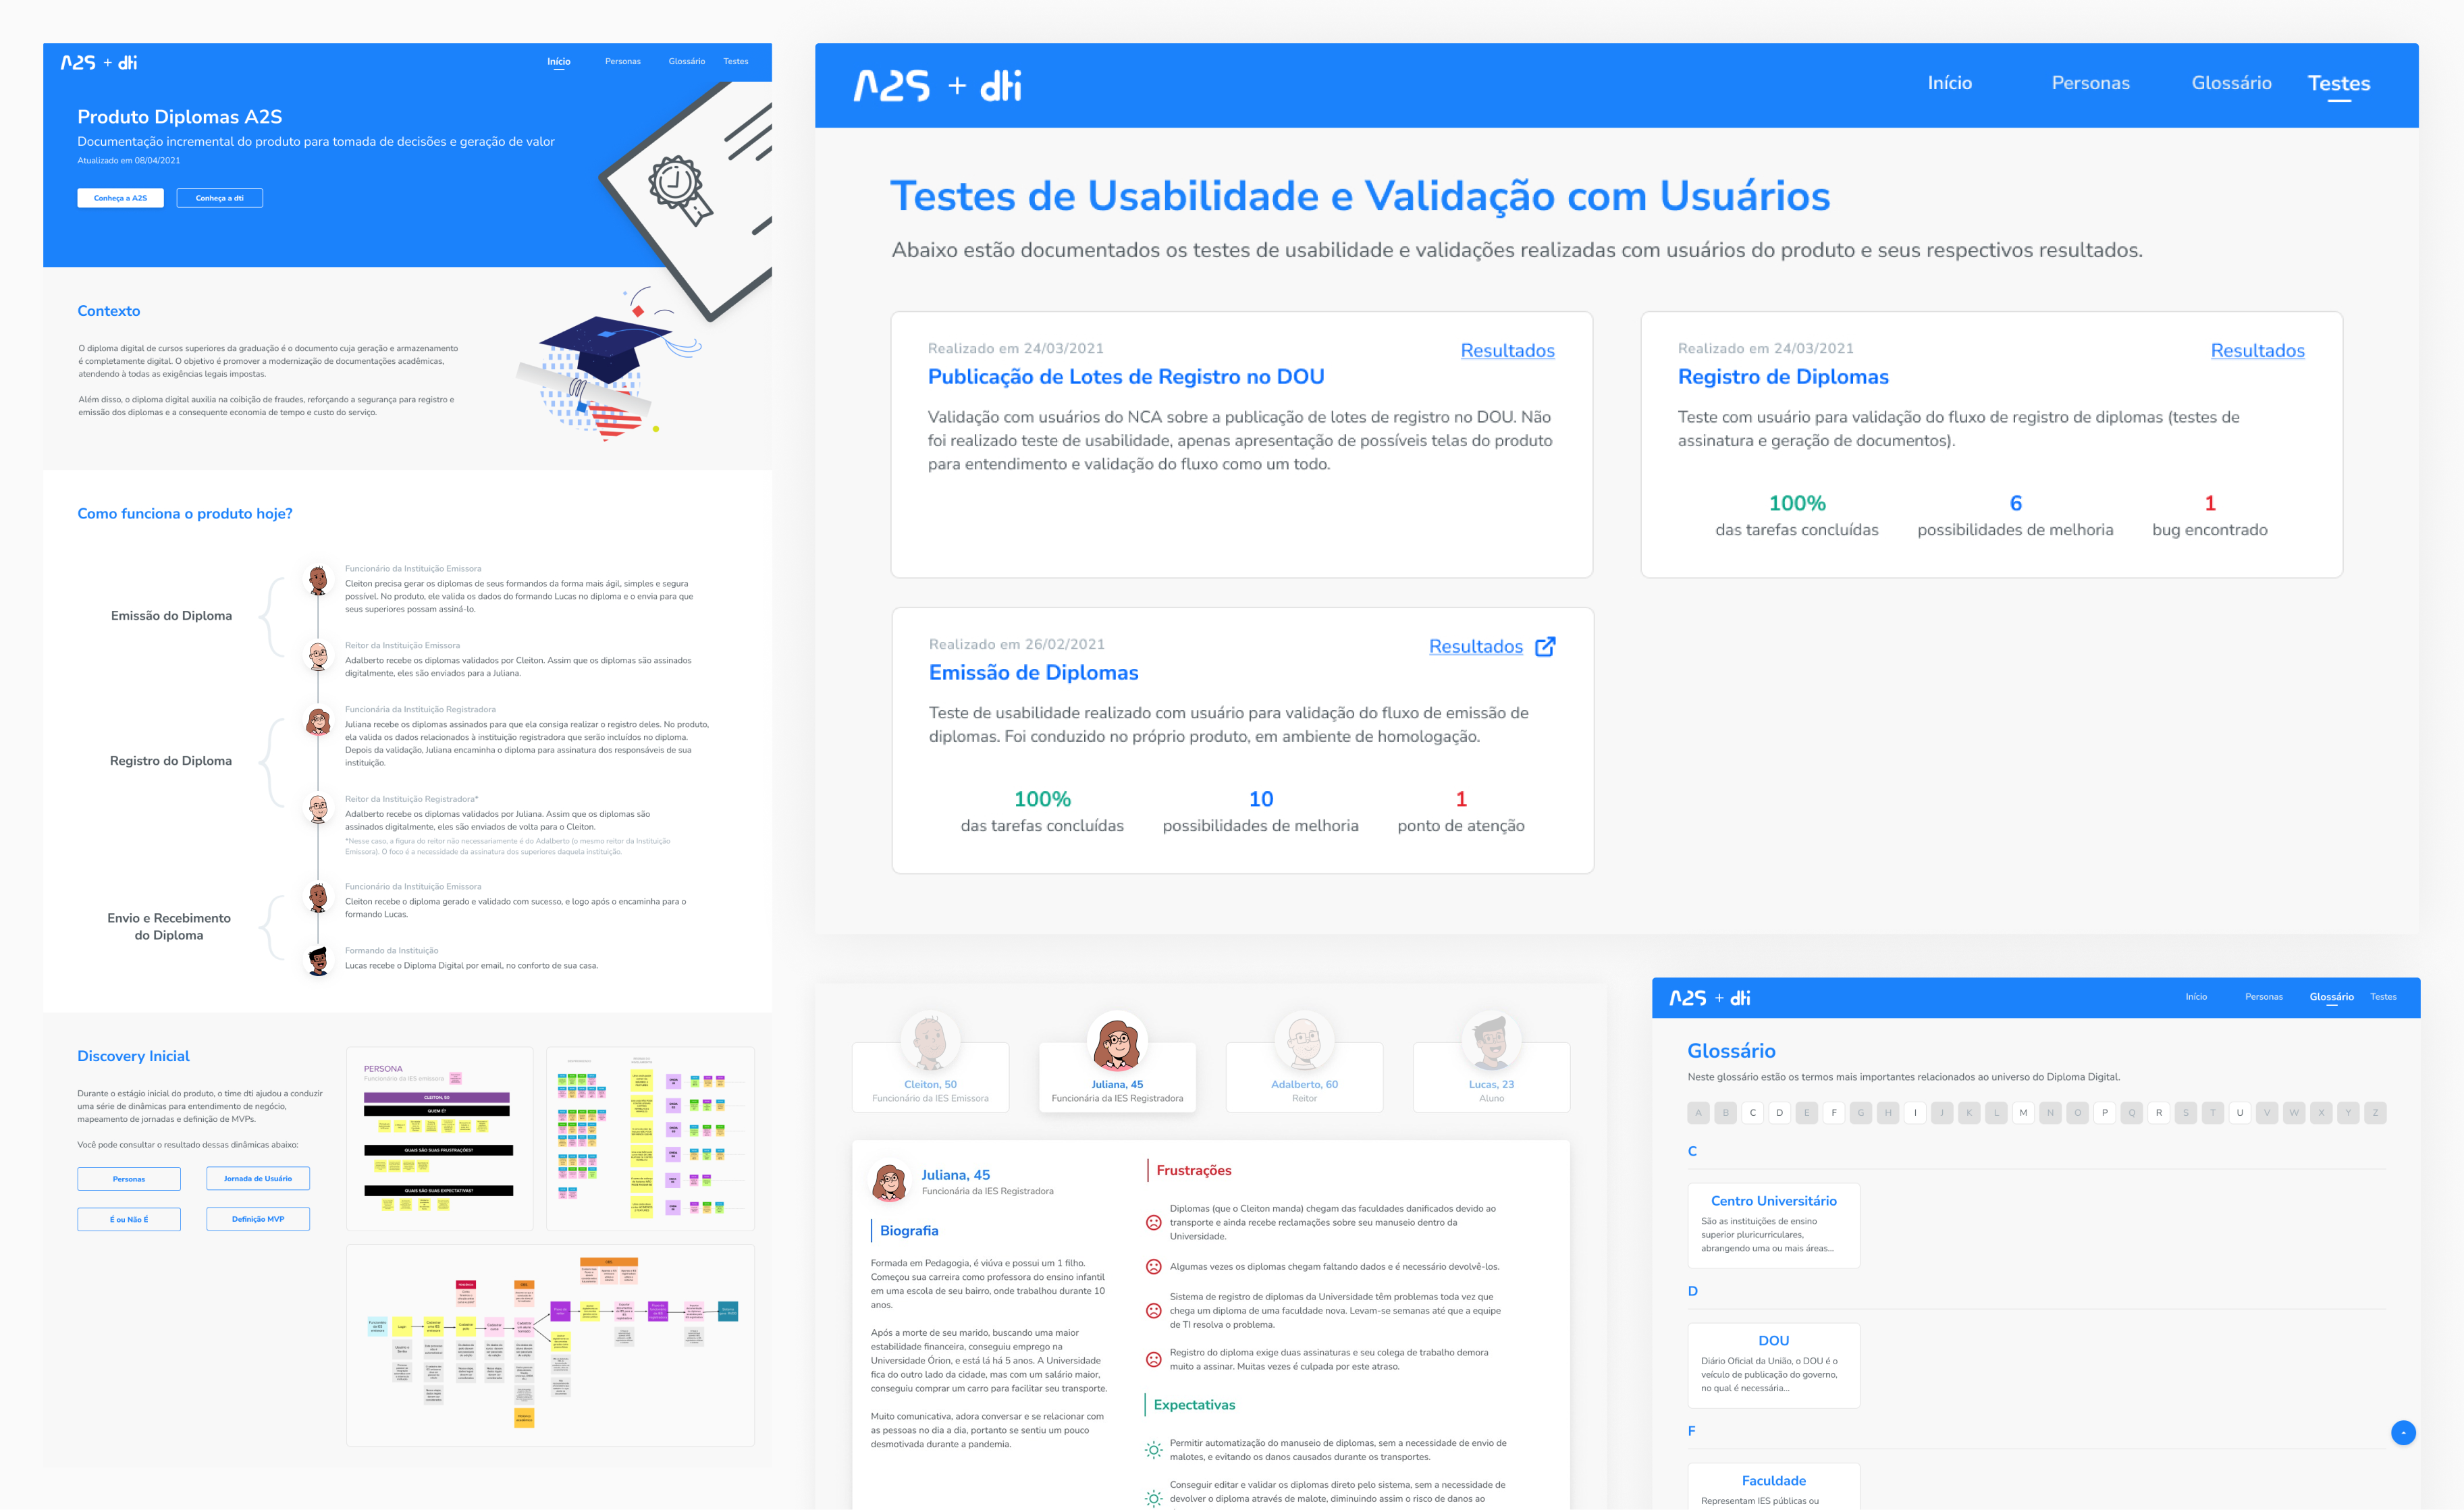 A2S + dti
Início
Personas
Glossário
Testes
Produto Diplomas A2S
Documentação incremental do produto para tomada de decisões e geração de valor
Atualizado em 08/04/2021
Conheça a A2S
Conheça a dti
Contexto
O diploma digital de cursos superiores da graduação é o documento cuja geração e armazenamento
é completamente digital. O objetivo é promover a modernização de documentações acadêmicas,
atendendo à todas as exigências legais impostas.
Além disso, o diploma digital auxilia na coibição de fraudes, reforçando a segurança para registro e
emissão dos diplomas e a consequente economia de tempo e custo do serviço.
Como funciona o produto hoje?
Emissão do Diploma
Funcionário da Instituição Emissora
Cleiton precisa gerar os diplomas de seus formandos da forma mais ágil, simples e segura
possível. No produto, ele valida os dados do formando Lucas no diploma e o envia para que
seus superiores possam assiná-lo.
Reitor da Instituição Emissora
Adalberto recebe os diplomas validados por Cleiton. Assim que os diplomas são assinados
digitalmente, eles são enviados para a Juliana.
Registro do Diploma
Funcionária da Instituição Registradora
Juliana recebe os diplomas assinados para que ela consiga realizar o registro deles. No produto,
ela valida os dados relacionados à instituição registradora que serão incluídos no diploma.
Depois da validação, Juliana encaminha o diploma para assinatura dos responsáveis de sua
instituição.
Reitor da Instituição Registradora*
Adalberto recebe os diplomas validados por Juliana. Assim que os diplomas são
assinados digitalmente, eles são enviados de volta para o Cleiton.
*Nesse caso, a figura do reitor não necessariamente é do Adalberto (o mesmo reitor da Instituição
Emissora). O foco é a necessidade da assinatura dos superiores daquela instituição.
Envio e Recebimento
do Diploma
Funcionário da Instituição Emissora
Cleiton recebe o diploma gerado e validado com sucesso, e logo após o encaminha para o
formando Lucas.
Formando da Instituição
Lucas recebe o Diploma Digital por email, no conforto de sua casa.
Discovery Inicial
Durante o estágio inicial do produto, o time dti ajudou a conduzir
uma série de dinâmicas para entendimento de negócio,
mapeamento de jornadas e definição de MVPs.
Você pode consultar o resultado dessas dinâmicas abaixo:
Personas
Jornada de Usuário
É ou Não É
Definição MVP
PERSONA
Funcionário da IES emissora
CLEITON, 50
QUEM É?
QUAIS SÃO SUAS FRUSTRAÇÕES?
QUAIS SÃO SUAS EXPECTATIVAS?
A2S + dti
Início
Personas
Glossário
Testes
Testes de Usabilidade e Validação com Usuários
Abaixo estão documentados os testes de usabilidade e validações realizadas com usuários do produto e seus respectivos resultados.
Realizado em 24/03/2021
Resultados
Publicação de Lotes de Registro no DOU
Validação com usuários do NCA sobre a publicação de lotes de registro no DOU. Não
foi realizado teste de usabilidade, apenas apresentação de possíveis telas do produto
para entendimento e validação do fluxo como um todo.
Realizado em 24/03/2021
Resultados
Registro de Diplomas
Teste com usuário para validação do fluxo de registro de diplomas (testes de
assinatura e geração de documentos).
100%
das tarefas concluídas
6
possibilidades de melhoria
1
bug encontrado
Realizado em 26/02/2021
Resultados
Emissão de Diplomas
Teste de usabilidade realizado com usuário para validação do fluxo de emissão de
diplomas. Foi conduzido no próprio produto, em ambiente de homologação.
100%
das tarefas concluídas
10
possibilidades de melhoria
1
ponto de atenção
Cleiton, 50
Funcionário da IES Emissora
Juliana, 45
Funcionária da IES Registradora
Adalberto, 60
Reitor
Lucas, 23
Aluno
Juliana, 45
Funcionária da IES Registradora
Biografia
Formada em Pedagogia, é viúva e possui um 1 filho.
Começou sua carreira como professora do ensino infantil
em uma escola de seu bairro, onde trabalhou durante 10
anos.
Após a morte de seu marido, buscando uma maior
estabilidade financeira, conseguiu emprego na
Universidade Órion, e está lá há 5 anos. A Universidade
fica do outro lado da cidade, mas com um salário maior,
conseguiu comprar um carro para facilitar seu transporte.
Muito comunicativa, adora conversar e se relacionar com
as pessoas no dia a dia, portanto se sentiu um pouco
desmotivada durante a pandemia.
Frustrações
Diplomas (que o Cleiton manda) chegam das faculdades danificados devido ao
transporte e ainda recebe reclamações sobre seu manuseio dentro da
Universidade.
Algumas vezes os diplomas chegam faltando dados e é necessário devolvê-los.
Sistema de registro de diplomas da Universidade têm problemas toda vez que
chega um diploma de uma faculdade nova. Levam-se semanas até que a equipe
de TI resolva o problema.
Registro do diploma exige duas assinaturas e seu colega de trabalho demora
muito a assinar. Muitas vezes é culpada por este atraso.
Expectativas
Permitir automatização do manuseio de diplomas, sem a necessidade de envio de
malotes, e evitando os danos causados durante os transportes.
Conseguir editar e validar os diplomas direto pelo sistema, sem a necessidade de
devolver o diploma através de malote, diminuindo assim o risco de danos ao
A2S + dti
Início
Personas
Glossário
Testes
Glossário
Neste glossário estão os termos mais importantes relacionados ao universo do Diploma Digital.
A B C D E F G H I J K L M N O P Q R S T U V W X Y Z
C
Centro Universitário
São as instituições de ensino
superior pluricurriculares,
abrangendo uma ou mais áreas...
D
DOU
Diário Oficial da União, o DOU é o
veículo de publicação do governo,
no qual é necessária...
F
Faculdade
Representam IES públicas ou